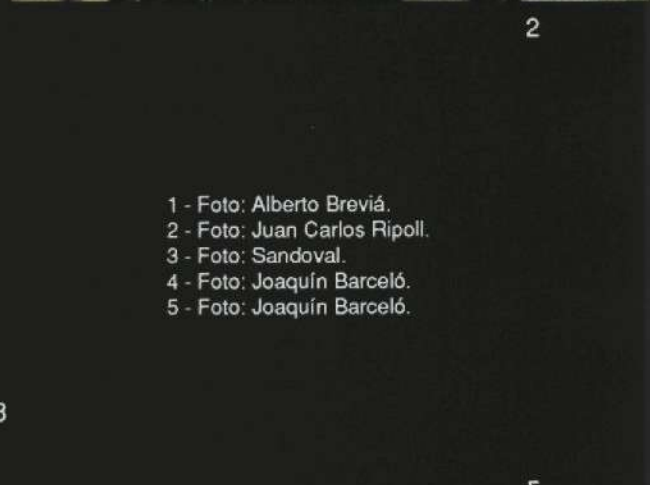 2
1 - Foto: Alberto Breviá.
2 - Foto: Juan Carlos Ripoll.
3 - Foto: Sandoval.
4 - Foto: Joaquín Barceló.
5 - Foto: Joaquín Barceló.
3
5